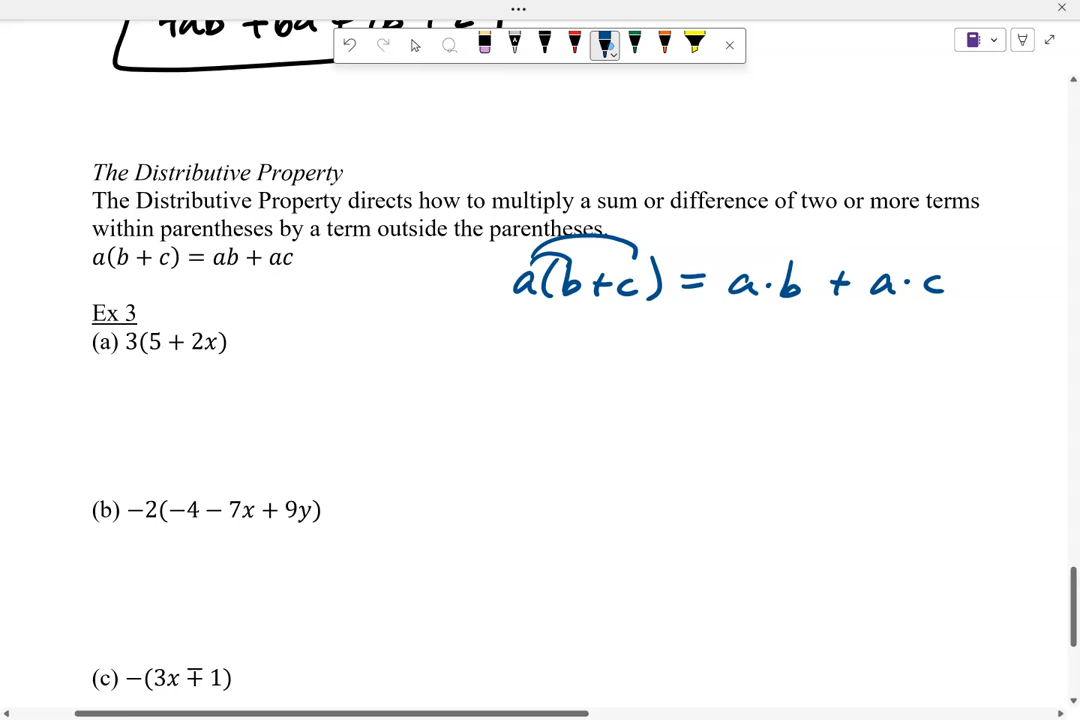 The Distributive Property
The Distributive Property directs how to multiply a sum or difference of two or more terms
within parentheses by a term outside the parentheses.
a(b + c) = ab + ac
a(b+c) = a·b + a·c
Ex 3
(a) 3(5 + 2x)
(b) −2(−4 − 7x + 9y)
(c) −(3x ∓ 1)